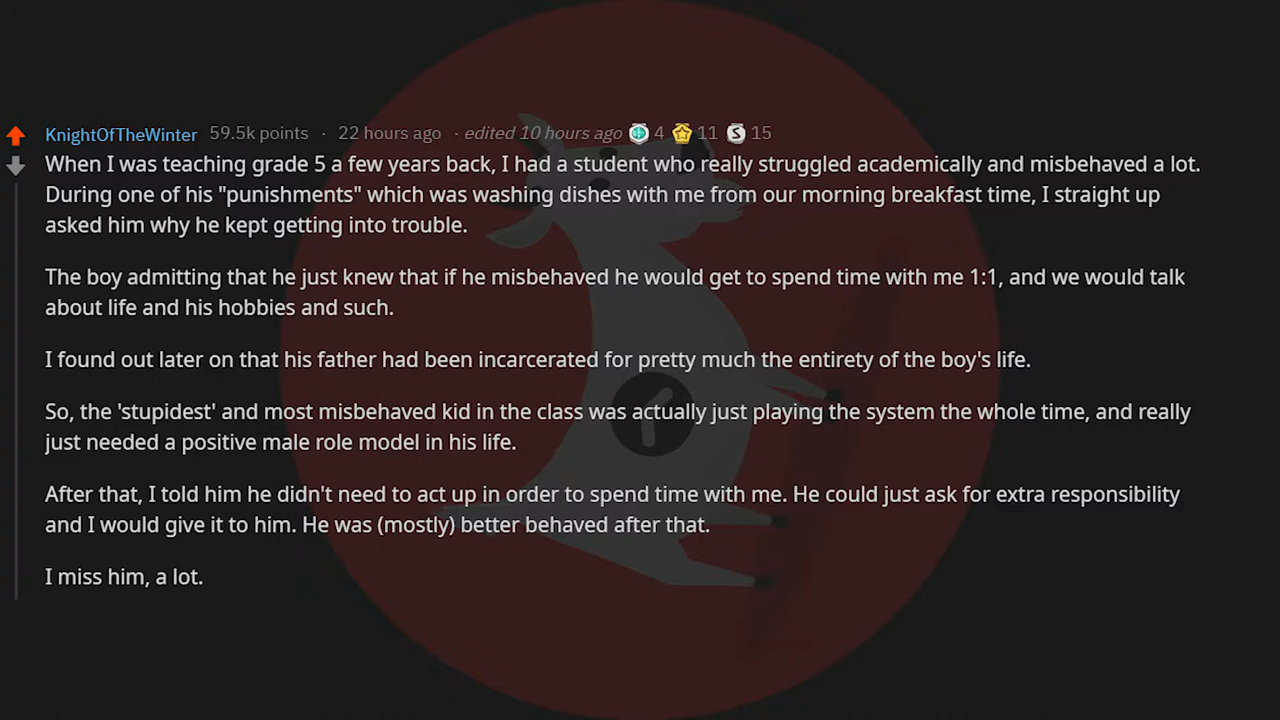 KnightOfTheWinter 59.5k points · 22 hours ago · edited 10 hours ago 4 11 S 15
When I was teaching grade 5 a few years back, I had a student who really struggled academically and misbehaved a lot.
During one of his "punishments" which was washing dishes with me from our morning breakfast time, I straight up
asked him why he kept getting into trouble.
The boy admitting that he just knew that if he misbehaved he would get to spend time with me 1:1, and we would talk
about life and his hobbies and such.
I found out later on that his father had been incarcerated for pretty much the entirety of the boy's life.
So, the 'stupidest' and most misbehaved kid in the class was actually just playing the system the whole time, and really
just needed a positive male role model in his life.
After that, I told him he didn't need to act up in order to spend time with me. He could just ask for extra responsibility
and I would give it to him. He was (mostly) better behaved after that.
I miss him, a lot.